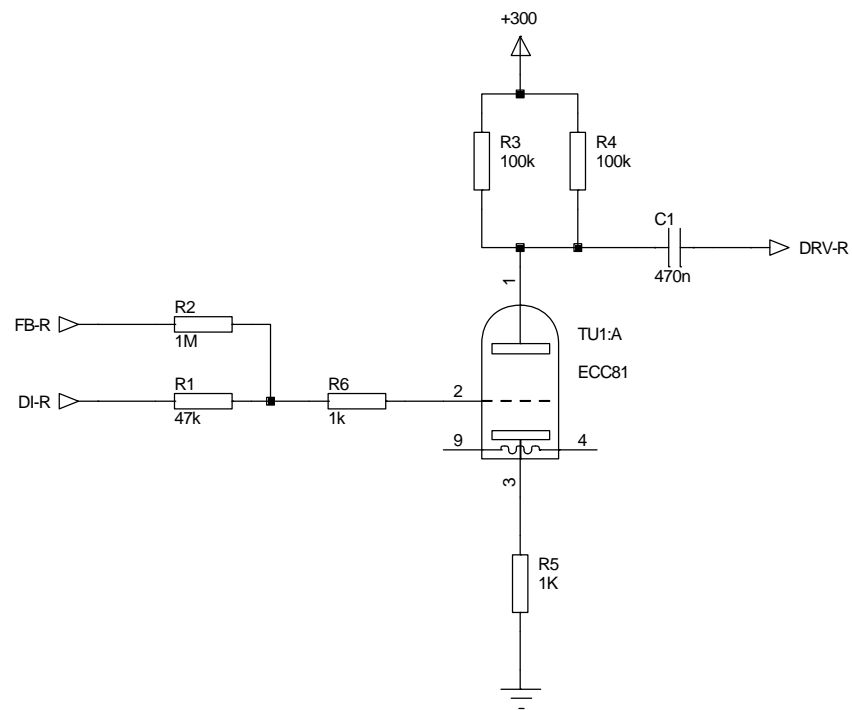 +300
R3
100k
R4
100k
C1
470n
DRV-R
1
TU1:A
ECC81
R2
1M
FB-R
R1
47k
DI-R
R6
1k
2
9
4
3
R5
1K